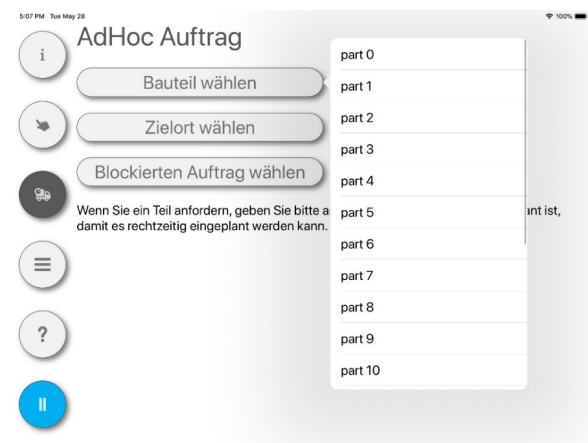 5:07 PM Tue May 28
100%
AdHoc Auftrag
i
Bauteil wählen
Zielort wählen
Blockierten Auftrag wählen
Wenn Sie ein Teil anfordern, geben Sie bitte a
ant ist,
damit es rechtzeitig eingeplant werden kann.
?
part 0
part 1
part 2
part 3
part 4
part 5
part 6
part 7
part 8
part 9
part 10